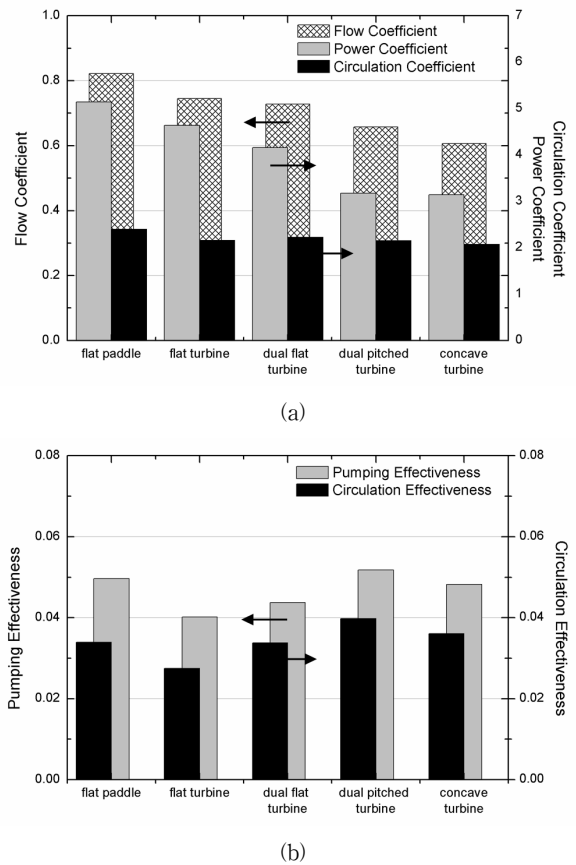 1.0
0.8
0.6
0.4
0.2
0.0
Flow Coefficient
Flow Coefficient
Power Coefficient
Circulation Coefficient
7
6
5
4
3
2
1
0
Circulation Coefficient
Power Coefficient
flat paddle
flat turbine
dual flat
turbine
dual pitched
turbine
concave
turbine
(a)
0.08
0.06
0.04
0.02
0.00
Pumping Effectiveness
Pumping Effectiveness
Circulation Effectiveness
0.08
0.06
0.04
0.02
0.00
Circulation Effectiveness
flat paddle
flat turbine
dual flat
turbine
dual pitched turbine
concave
turbine
(b)